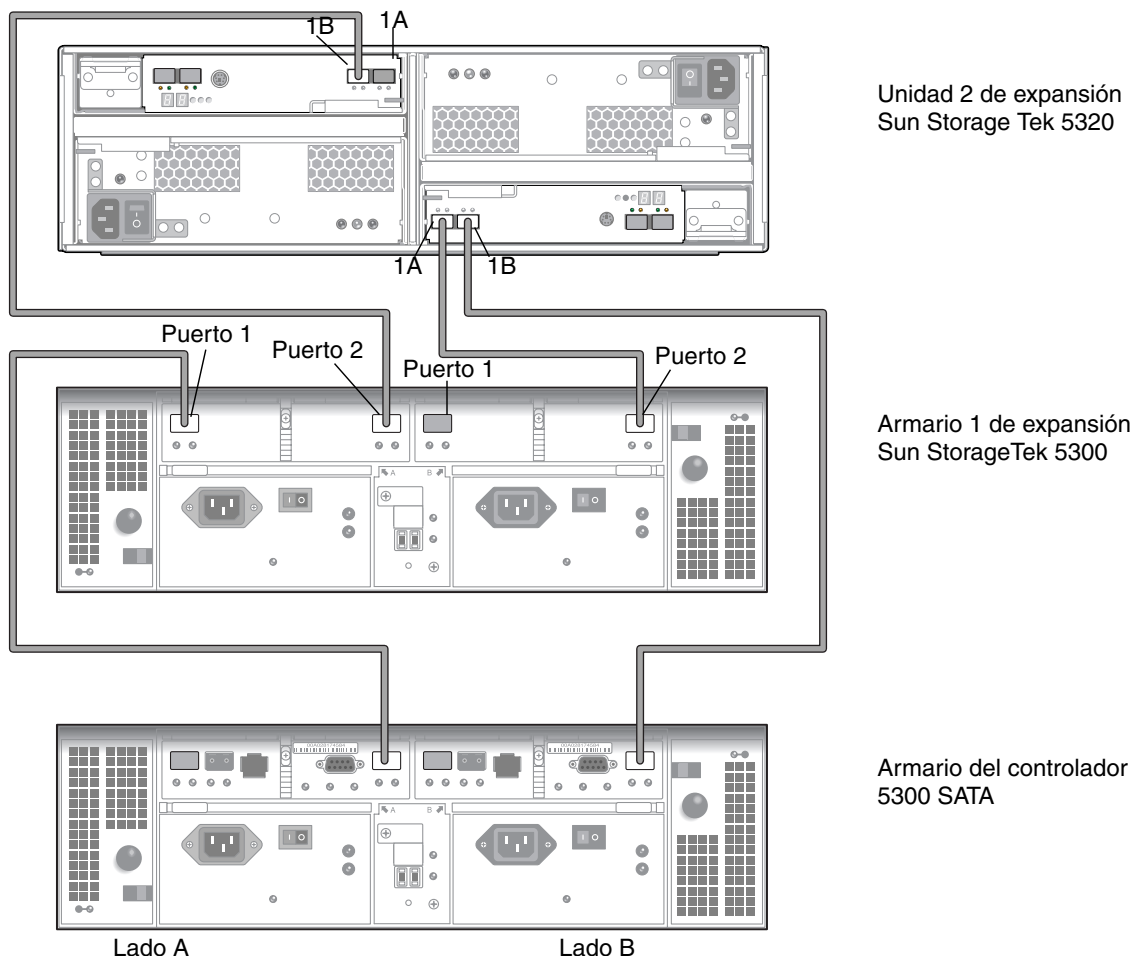 1B
1A
Unidad 2 de expansión
Sun Storage Tek 5320
1A
1B
Puerto 1
Puerto 2
Puerto 1
Puerto 2
Armario 1 de expansión
Sun StorageTek 5300
A
B
Armario del controlador
5300 SATA
A
B
Lado A
Lado B